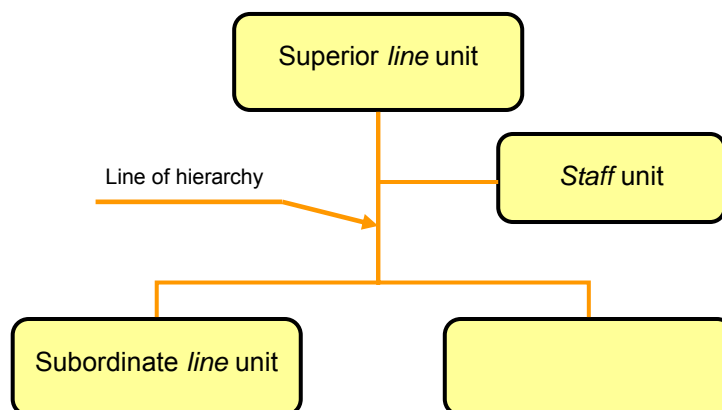 Superior line unit
Line of hierarchy
Staff unit
Subordinate line unit